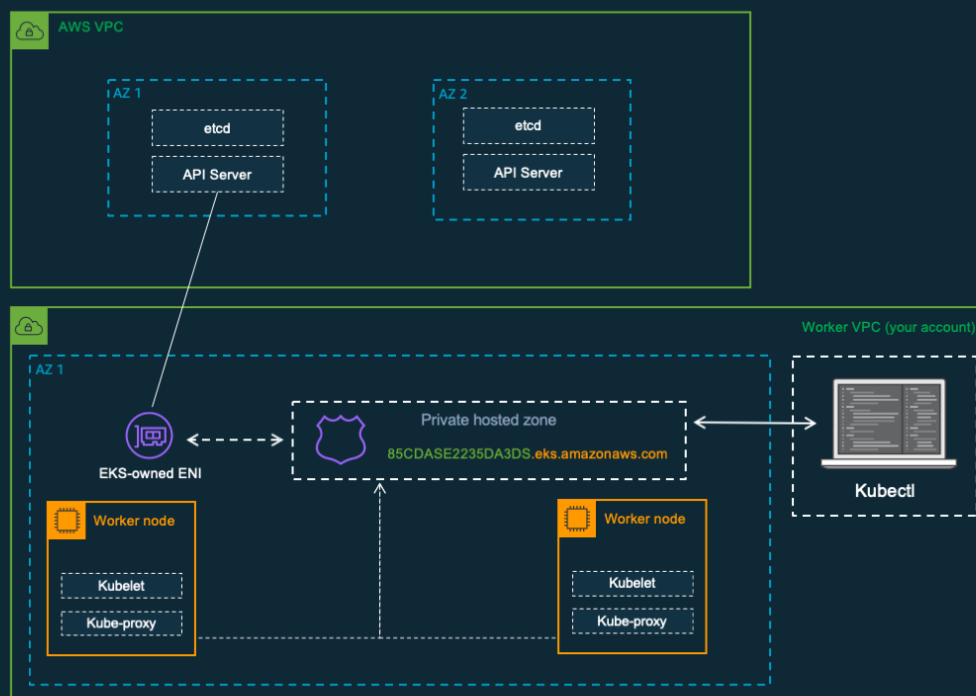 AWS VPC
AZ 1
etcd
API Server
AZ 2
etcd
API Server
Worker VPC (your account)
AZ 1
EKS-owned ENI
Private hosted zone
85CDASE2235DA3DS.eks.amazonaws.com
Kubectl
Worker node
Kubelet
Kube-proxy
Worker node
Kubelet
Kube-proxy